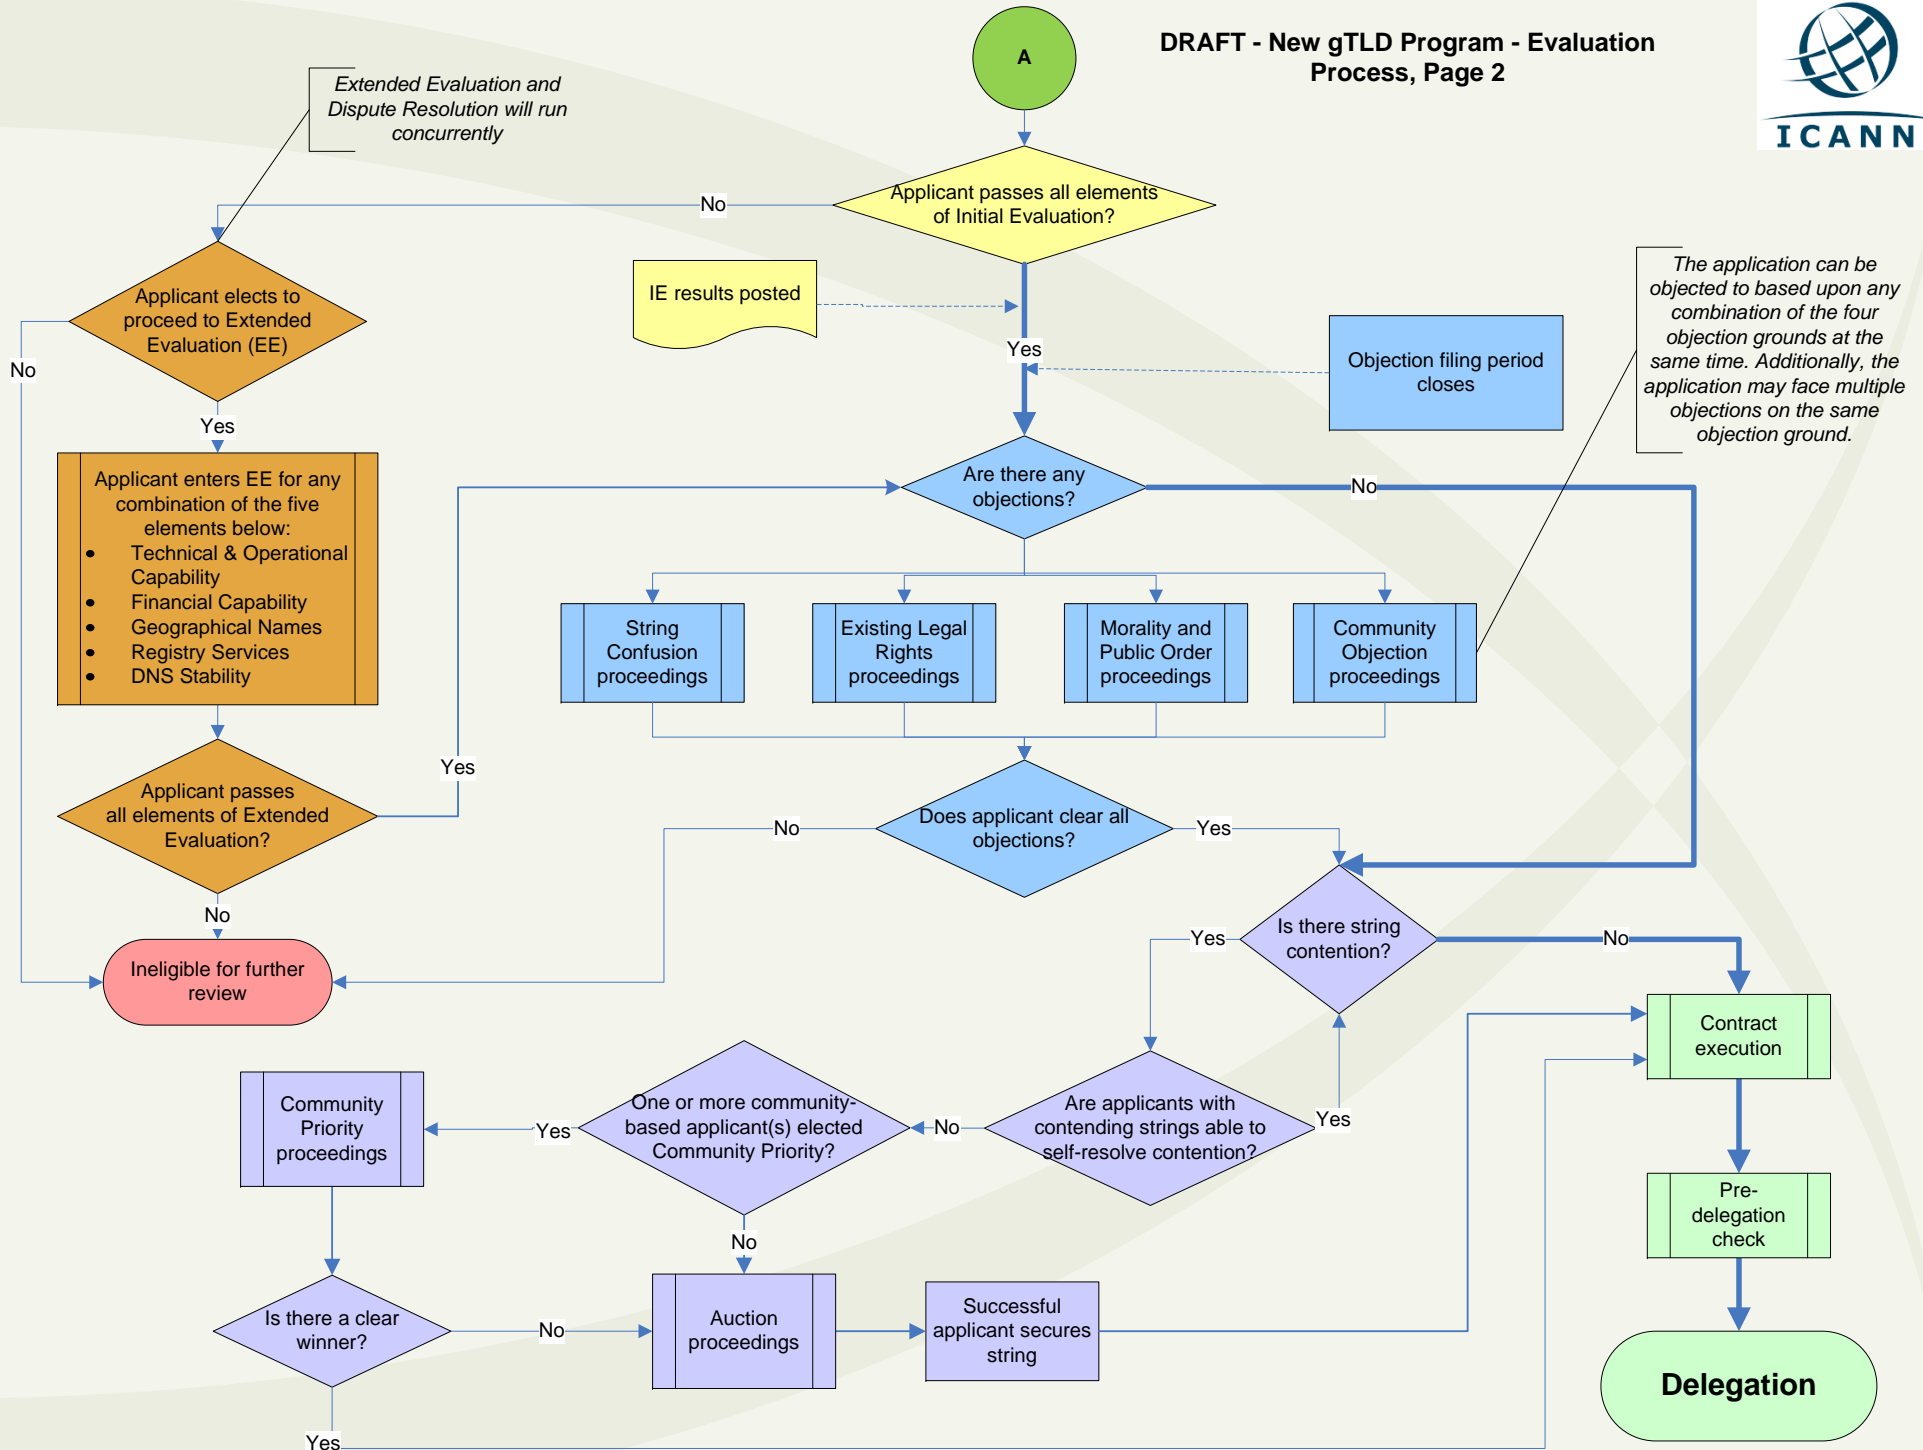 A
DRAFT - New gTLD Program - Evaluation
Process, Page 2
ICANN
Extended Evaluation and
Dispute Resolution will run
concurrently
Applicant passes all elements
of Initial Evaluation?
No
IE results posted
Yes
Objection filing period
closes
The application can be
objected to based upon any
combination of the four
objection grounds at the
same time. Additionally, the
application may face multiple
objections on the same
objection ground.
Applicant elects to
proceed to Extended
Evaluation (EE)
No
Yes
Applicant enters EE for any
combination of the five
elements below:
• Technical & Operational
Capability
• Financial Capability
• Geographical Names
• Registry Services
• DNS Stability
Are there any
objections?
No
String
Confusion
proceedings
Existing Legal
Rights
proceedings
Morality and
Public Order
proceedings
Community
Objection
proceedings
Yes
Applicant passes
all elements of Extended
Evaluation?
No
Does applicant clear all
objections?
No
Yes
Ineligible for further
review
Is there string
contention?
Yes
No
Contract
execution
Are applicants with
contending strings able to
self-resolve contention?
Yes
No
One or more community-
based applicant(s) elected
Community Priority?
Yes
No
Community
Priority
proceedings
Pre-
delegation
check
Is there a clear
winner?
No
Auction
proceedings
Successful
applicant secures
string
Delegation
Yes